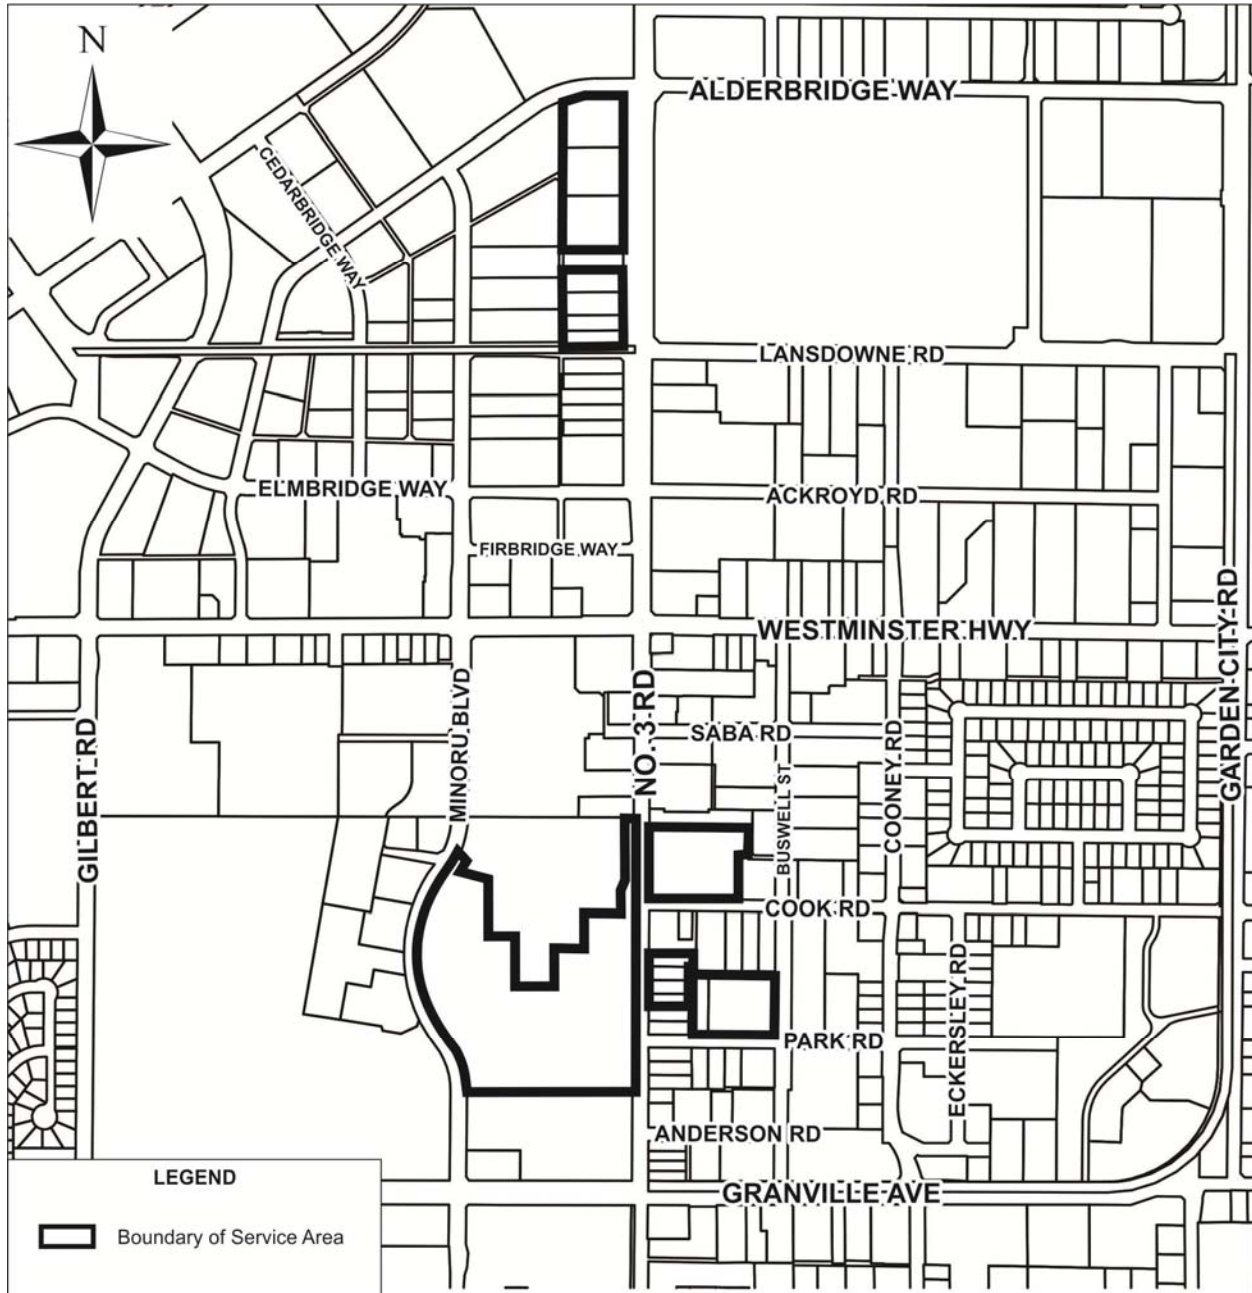 N
ALDERBRIDGE WAY
CEDARBRIDGE WAY
LANSDOWNE RD
ELMBRIDGE WAY
ACKROYD RD
FIRBRIDGE WAY
WESTMINSTER HWY
GARDEN CITY RD
MINORU BLVD
NO. 3 RD
GILBERT RD
SABA RD
BUSWELL ST
COONEY RD
COOK RD
ECKERSLEY RD
PARK RD
ANDERSON RD
GRANVILLE AVE
LEGEND
Boundary of Service Area